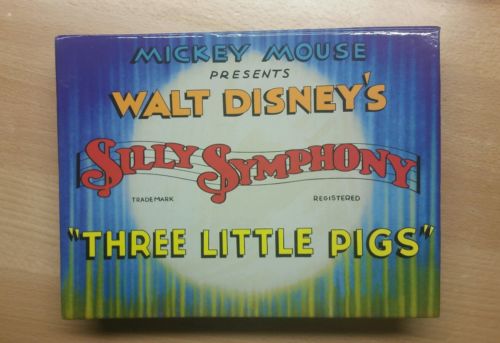 MICKEY MOUSE
PRESENTS
WALT DISNEY'S
SILLY SYMPHONY
TRADEMARK REGISTERED
"THREE LITTLE PIGS"